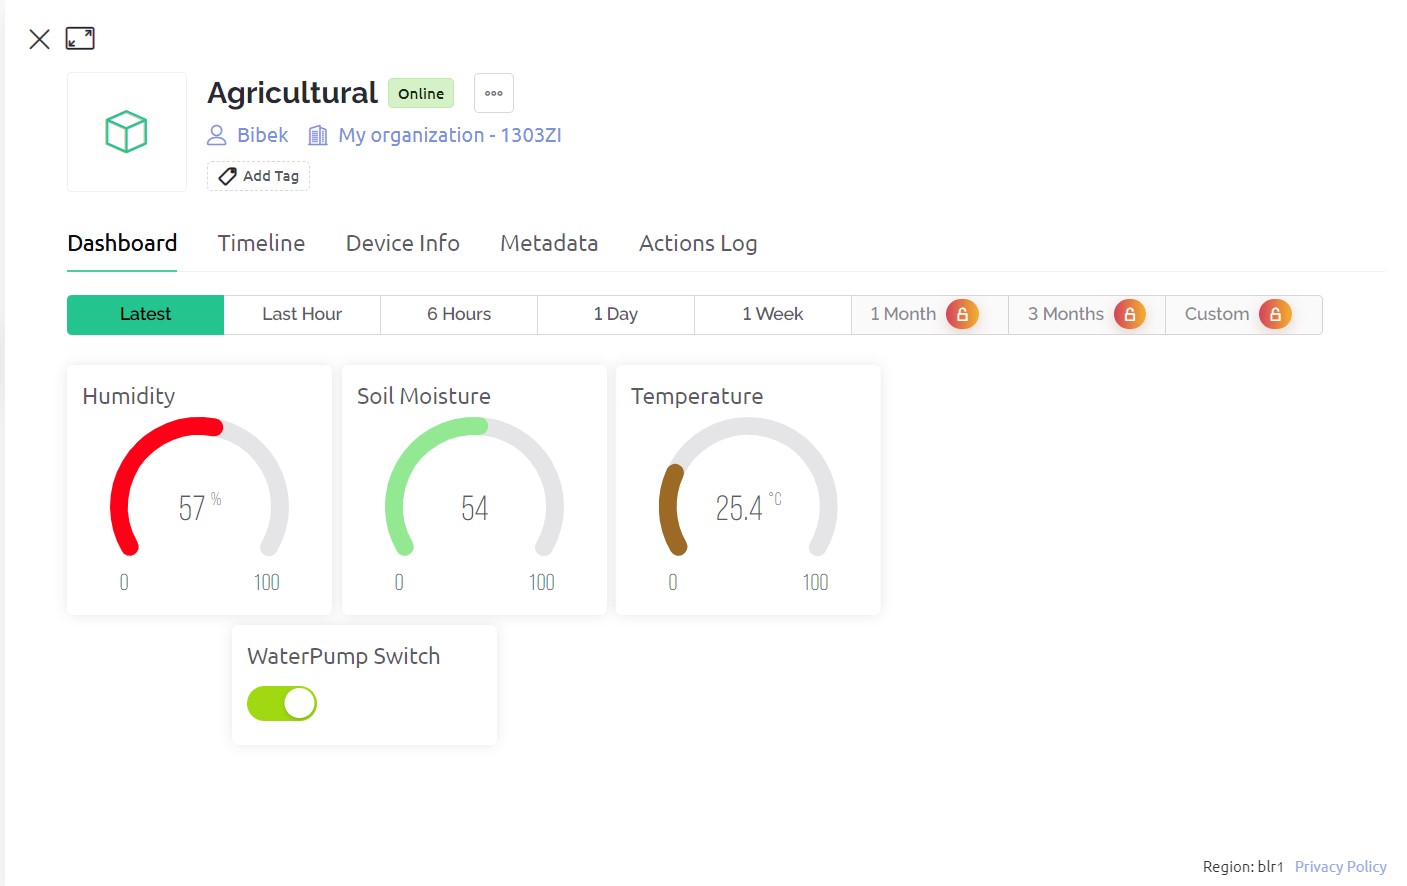 Agricultural Online
Bibek My organization - 1303ZI
Add Tag
Dashboard Timeline Device Info Metadata Actions Log
Latest Last Hour 6 Hours 1 Day 1 Week 1 Month 3 Months Custom
Humidity
57 %
0 100
Soil Moisture
54
0 100
Temperature
25.4 °C
0 100
WaterPump Switch
Region: blr1 Privacy Policy